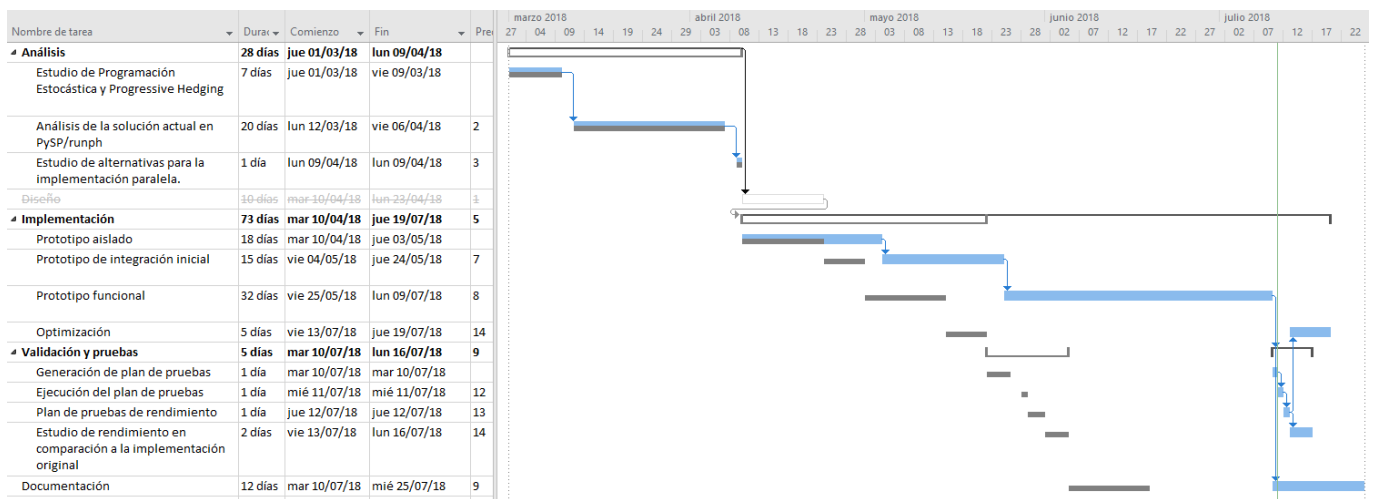 marzo 2018 abril 2018 mayo 2018 junio 2018 julio 2018
Nombre de tarea Durac Comienzo Fin Pre 27 04 09 14 19 24 29 03 08 13 18 23 28 03 08 13 18 23 28 02 07 12 17 22 27 02 07 12 17 22
Análisis 28 días jue 01/03/18 lun 09/04/18
Estudio de Programación 7 días jue 01/03/18 vie 09/03/18
Estocástica y Progressive Hedging
Análisis de la solución actual en 20 días lun 12/03/18 vie 06/04/18 2
PySP/runph
Estudio de alternativas para la 1 día lun 09/04/18 lun 09/04/18 3
implementación paralela.
Diseño 10 días mar 10/04/18 lun 23/04/18 1
Implementación 73 días mar 10/04/18 jue 19/07/18 5
Prototipo aislado 18 días mar 10/04/18 jue 03/05/18
Prototipo de integración inicial 15 días vie 04/05/18 jue 24/05/18 7
Prototipo funcional 32 días vie 25/05/18 lun 09/07/18 8
Optimización 5 días vie 13/07/18 jue 19/07/18 14
Validación y pruebas 5 días mar 10/07/18 lun 16/07/18 9
Generación de plan de pruebas 1 día mar 10/07/18 mar 10/07/18
Ejecución del plan de pruebas 1 día mié 11/07/18 mié 11/07/18 12
Plan de pruebas de rendimiento 1 día jue 12/07/18 jue 12/07/18 13
Estudio de rendimiento en 2 días vie 13/07/18 lun 16/07/18 14
comparación a la implementación
original
Documentación 12 días mar 10/07/18 mié 25/07/18 9